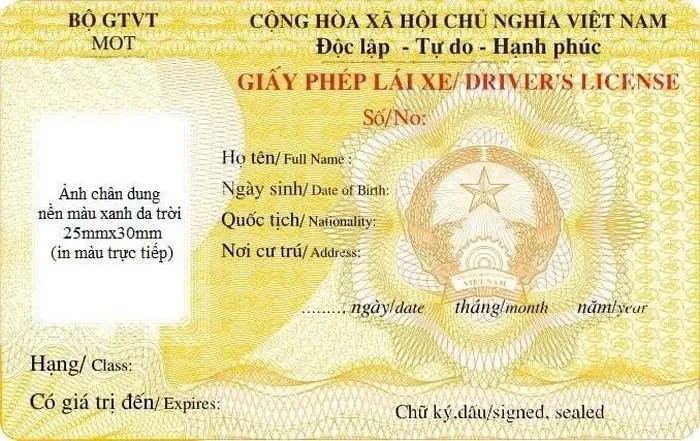 BỘ GTVT
MOT
CỘNG HÒA XÃ HỘI CHỦ NGHĨA VIỆT NAM
Độc lập - Tự do - Hạnh phúc
GIẤY PHÉP LÁI XE/ DRIVER'S LICENSE
Số/No:
Ảnh chân dung
nền màu xanh da trời
25mmx30mm
(in màu trực tiếp)
Họ tên/ Full Name :
Ngày sinh/ Date of Birth:
Quốc tịch/ Nationality:
Nơi cư trú/ Address:
VIỆT NAM
........., ngày/date tháng/month năm/year
Hạng/ Class:
Có giá trị đến/ Expires:
Chữ ký.dâu/signed, sealed